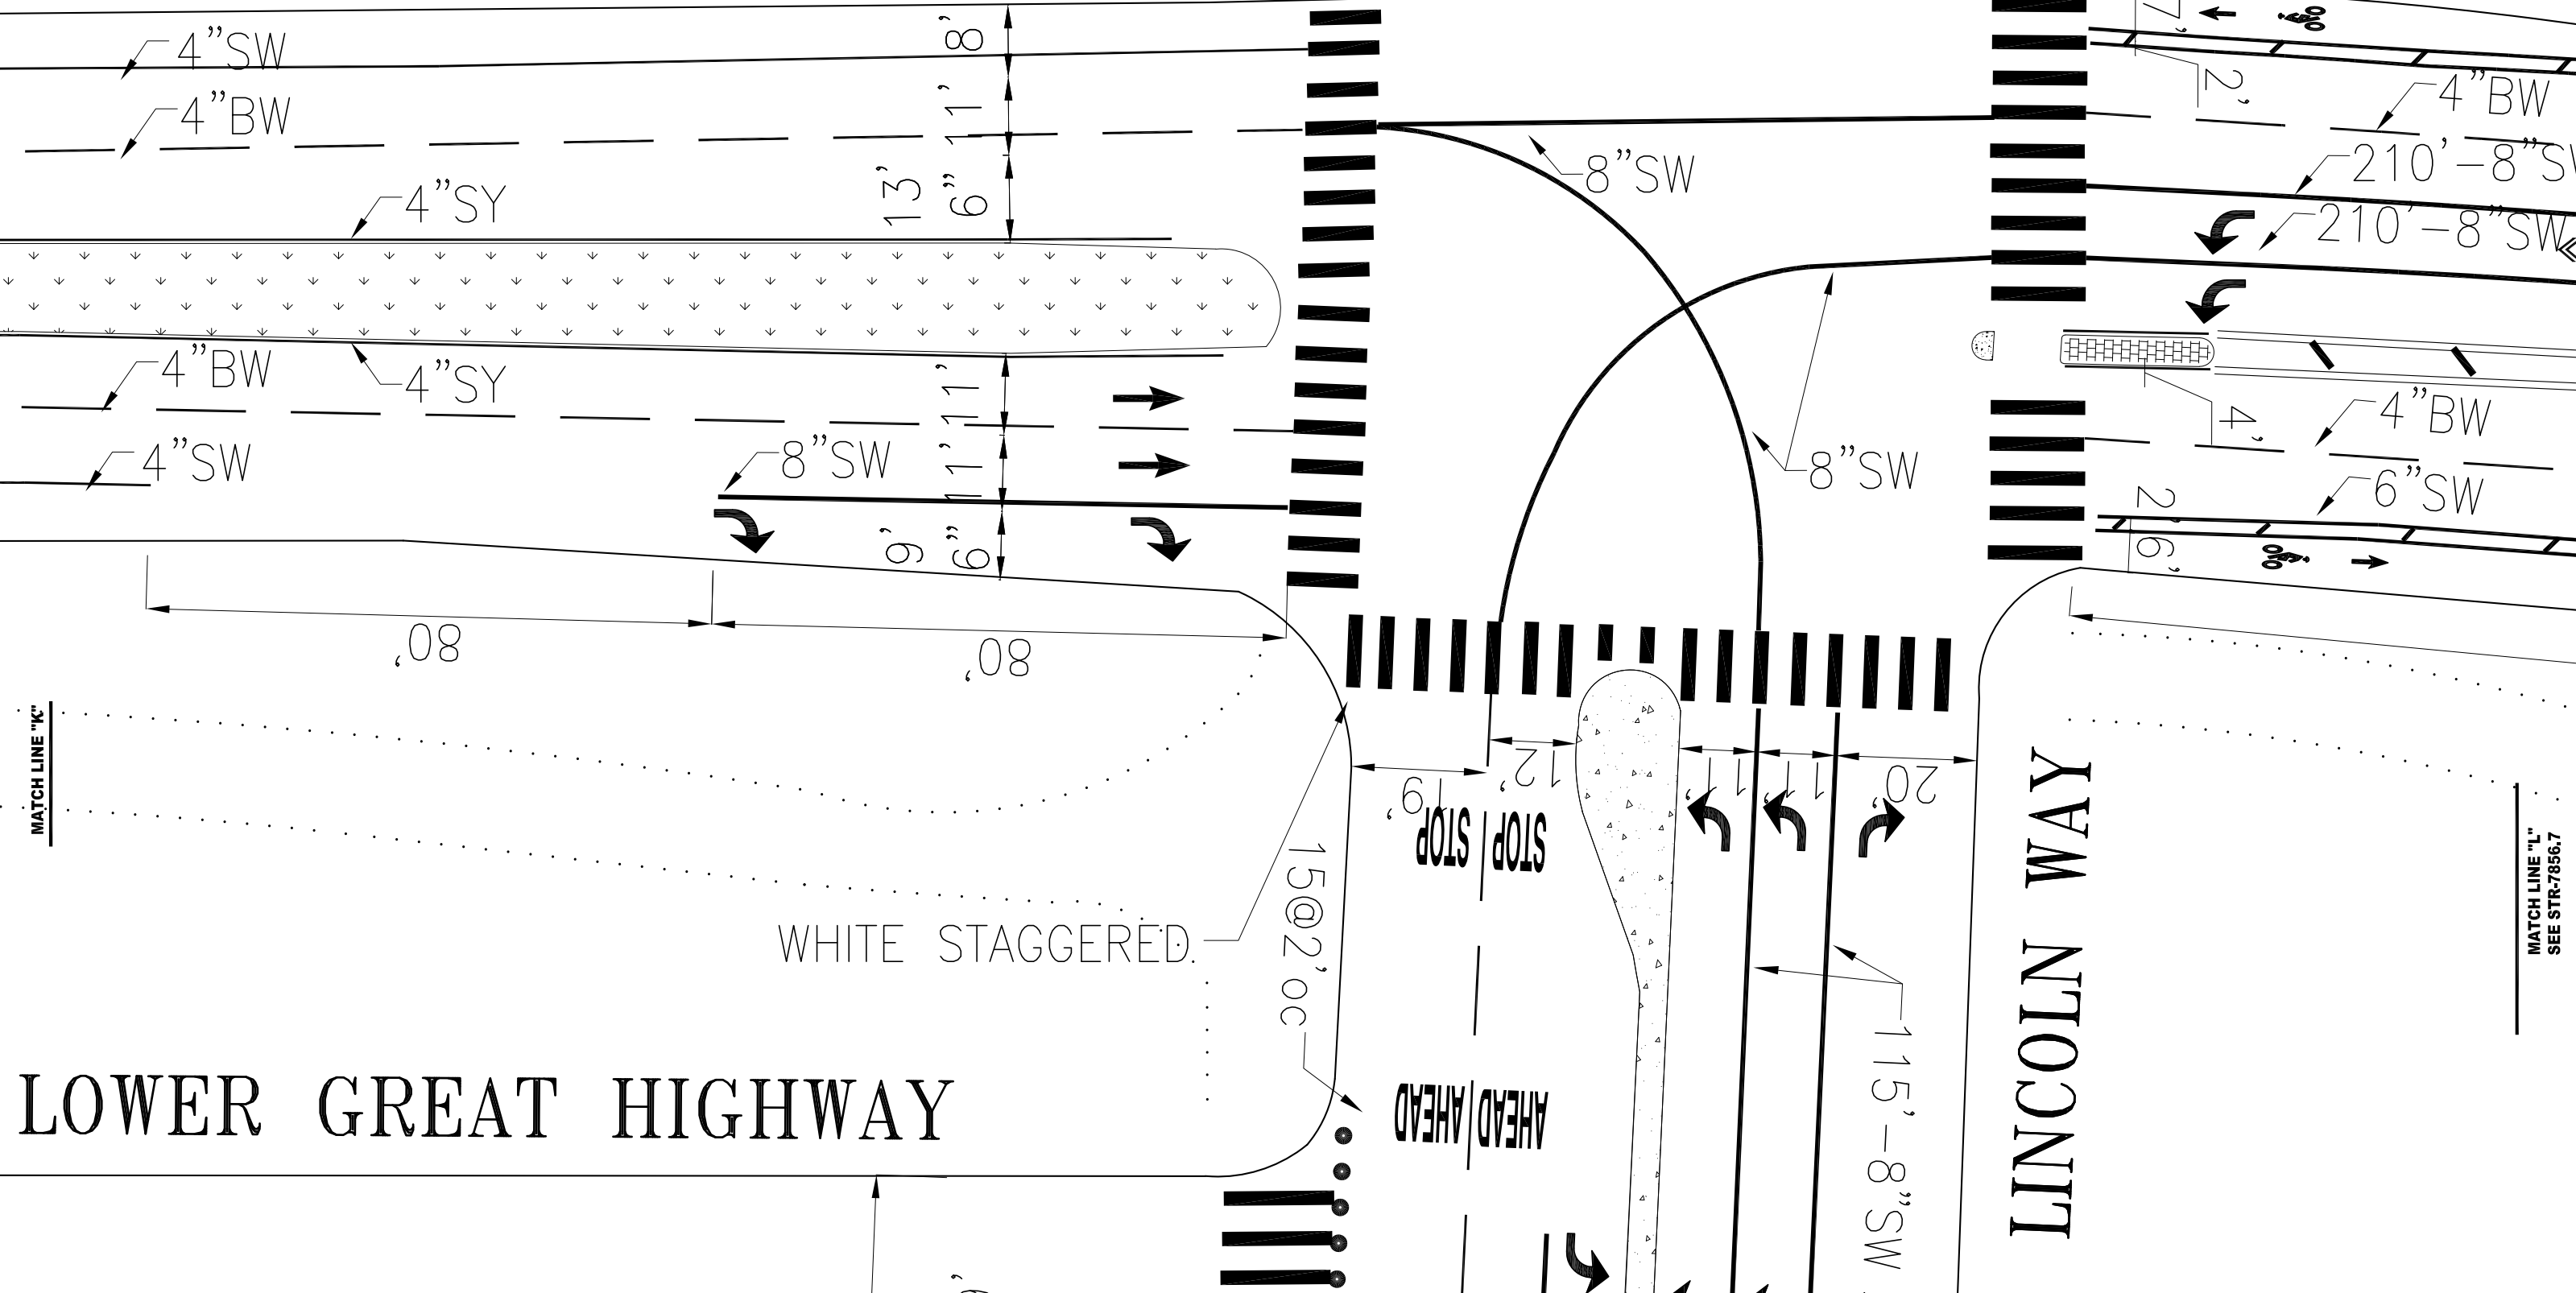 8'
4"SW
7'
2'
4"BW
11'
4"BW
210'-8"S
8"SW
13' 6"
4"SY
210'-8"SW
4"BW
4"SY
11'
4'
4"BW
4"SW
8"SW
11'
8"SW
6"SW
2'
6'
9' 9"
80'
80'
MATCH LINE "K"
19'
12'
11'
11'
20'
STOP
STOP
WHITE STAGGERED
15@2' oc
LINCOLN WAY
MATCH LINE "L"
SEE STR-7856.7
LOWER GREAT HIGHWAY
AHEAD
AHEAD
115'-8"SW